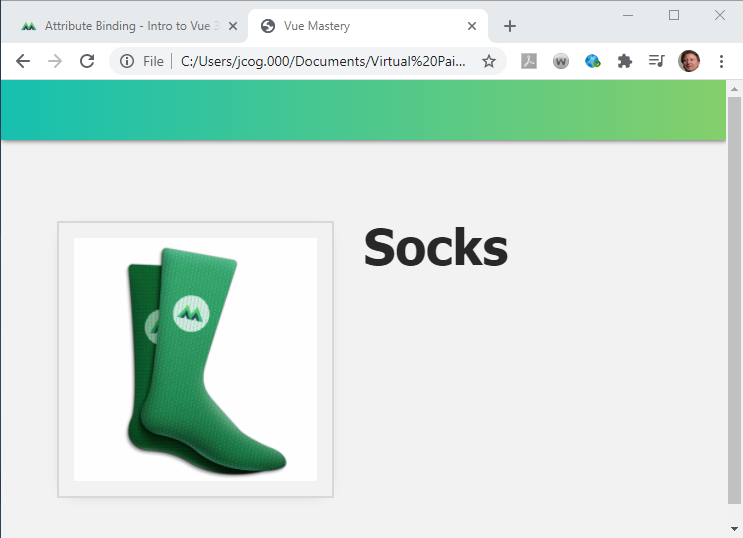 Attribute Binding - Intro to Vue
Vue Mastery
File
C:/Users/jcog.000/Documents/Virtual%20Pai...
Socks